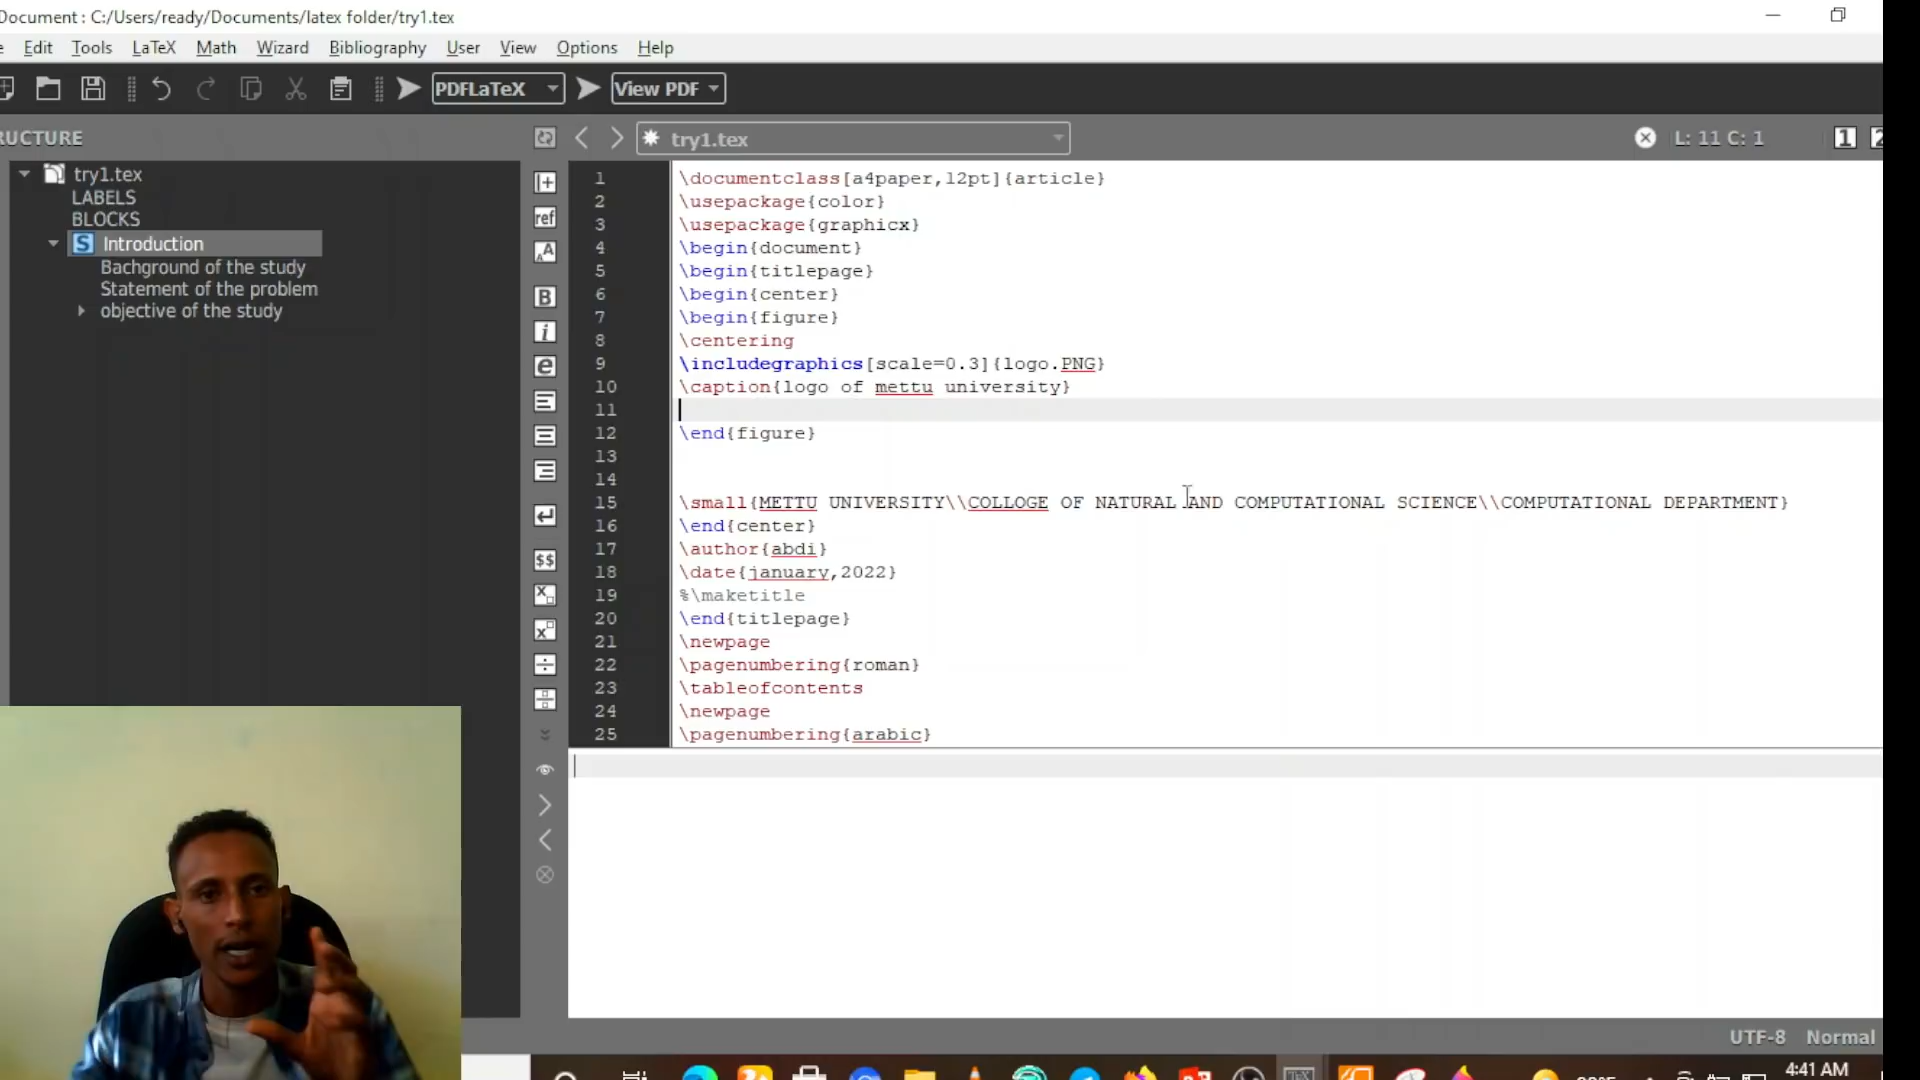 Document : C:/Users/ready/Documents/latex folder/try1.tex
Edit Tools LaTeX Math Wizard Bibliography User View Options Help
PDFLaTeX View PDF
RUCTURE
try1.tex L: 11 C: 1 1 2
try1.tex
LABELS
BLOCKS
S Introduction
Bachground of the study
Statement of the problem
objective of the study
ref
A A
B
i
e
$$
1 \documentclass[a4paper,12pt]{article}
2 \usepackage{color}
3 \usepackage{graphicx}
4 \begin{document}
5 \begin{titlepage}
6 \begin{center}
7 \begin{figure}
8 \centering
9 \includegraphics[scale=0.3]{logo.PNG}
10 \caption{logo of mettu university}
11
12 \end{figure}
13
14
15 \small{METTU UNIVERSITY\\COLLOGE OF NATURAL AND COMPUTATIONAL SCIENCE\\COMPUTATIONAL DEPARTMENT}
16 \end{center}
17 \author{abdi}
18 \date{january,2022}
19 %\maketitle
20 \end{titlepage}
21 \newpage
22 \pagenumbering{roman}
23 \tableofcontents
24 \newpage
25 \pagenumbering{arabic}
UTF-8 Normal
4:41 AM